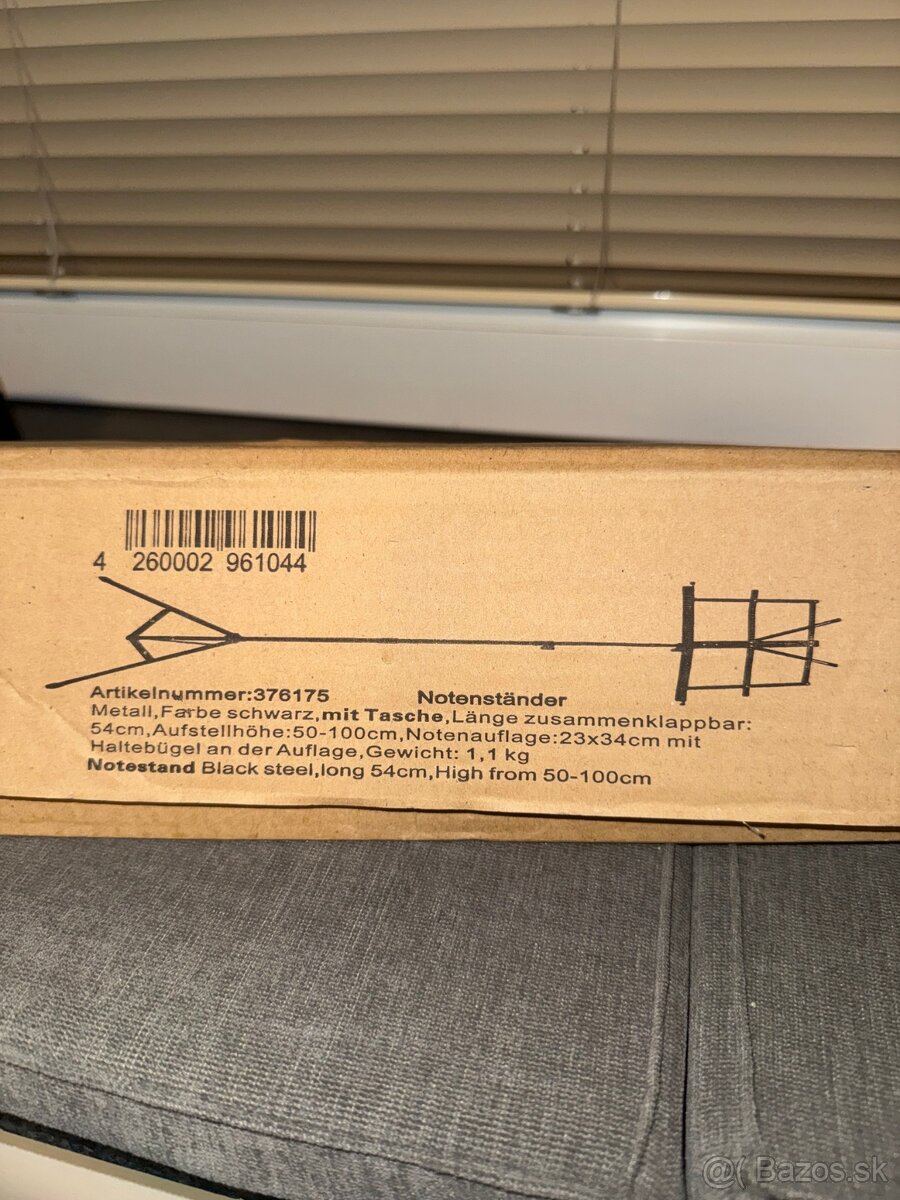 4 260002 961044
Artikelnummer:376175 Notenständer
Metall,Farbe schwarz,mit Tasche,Länge zusammenklappbar:
54cm,Aufstellhöhe:50-100cm,Notenauflage:23x34cm mit
Haltebügel an der Auflage,Gewicht: 1,1 kg
Notestand Black steel,long 54cm,High from 50-100cm
@( Bazos.sk